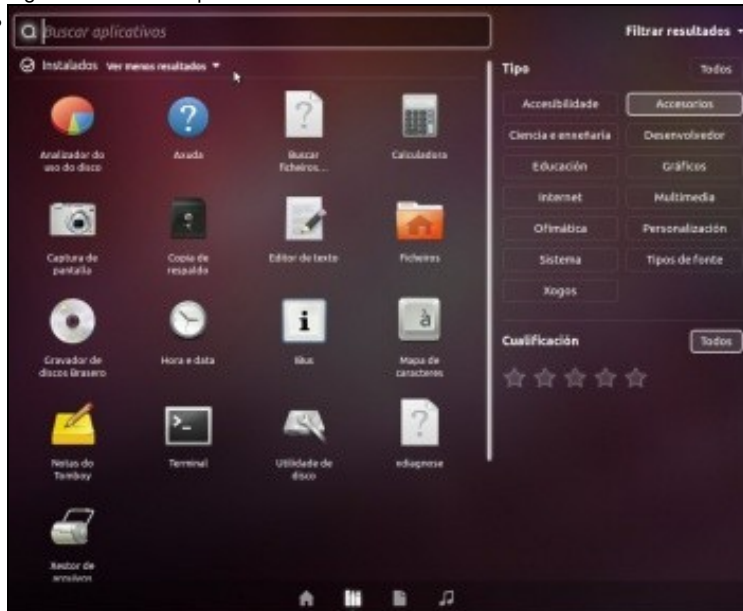 Buscar aplicativos
Filtrar resultados
Instalados Ver menos resultados
Tipo
Todos
Accesibilidade
Accesorios
Ciencia e enseñaría
Desenvolvedor
Educación
Gráficos
Internet
Multimedia
Ofimática
Personalización
Sistema
Tipos de fonte
Xogos
Cualificación
Todos
Analizador do
uso do disco
Axuda
Buscar
ficheiros...
Calculadora
Captura de
pantalla
Copia de
respaldo
Editor de texto
Ficheiros
Gravador de
discos Brasero
Hora e data
IBus
Mapa de
caracteres
Notas do
Tomboy
Terminal
Utilidade de
disco
xdiagnose
Xestor de
arquivos